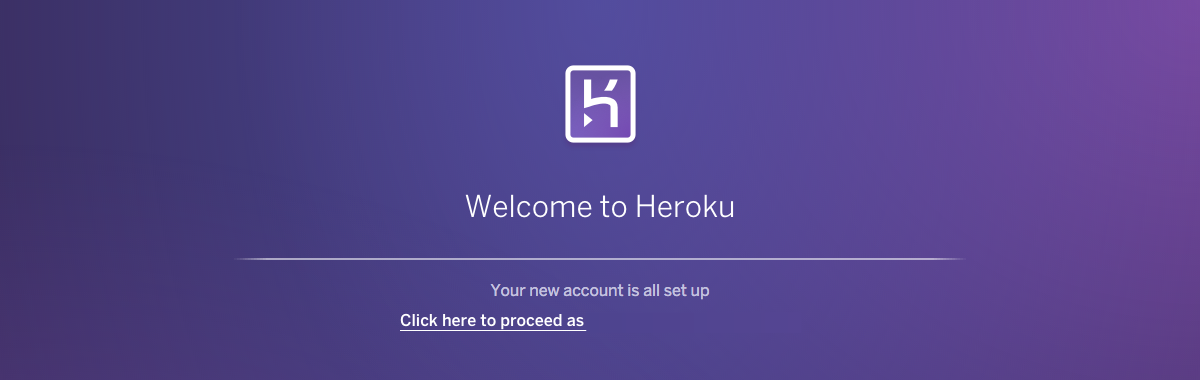 Welcome to Heroku
Your new account is all set up
Click here to proceed as